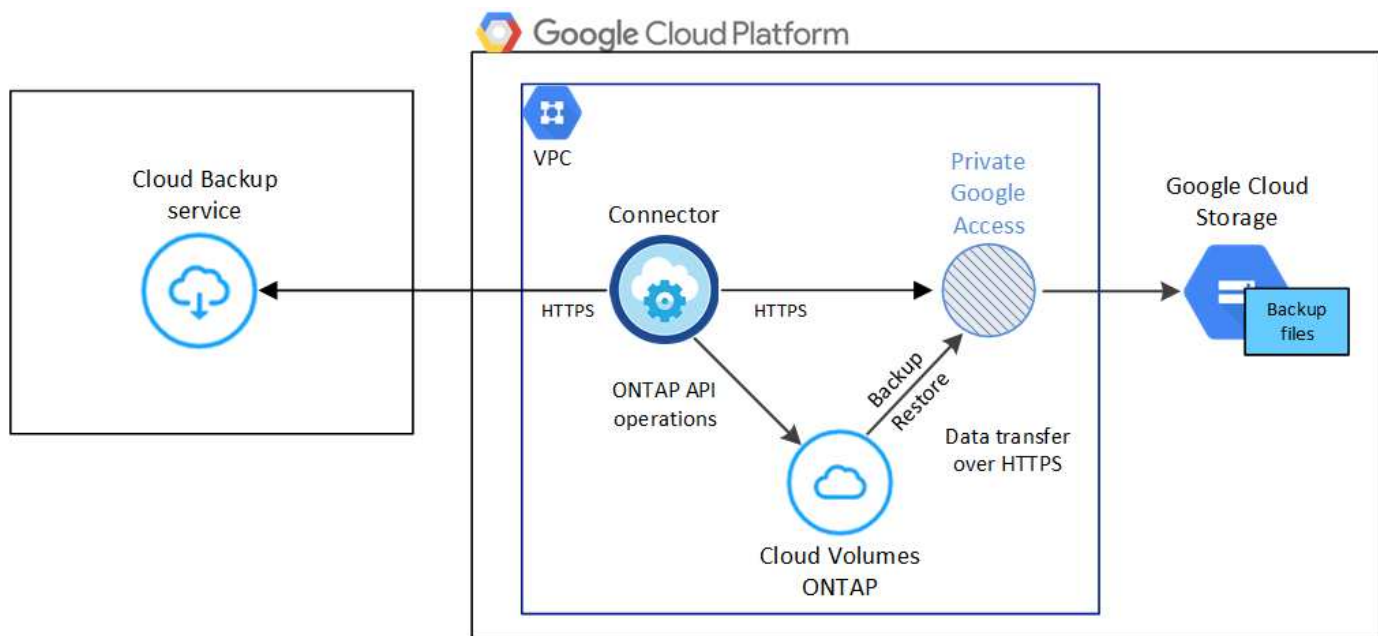 Google Cloud Platform
VPC
Cloud Backup
service
Connector
Private
Google
Access
Google Cloud
Storage
HTTPS
HTTPS
Backup
files
ONTAP API
operations
Backup
Restore
Data transfer
over HTTPS
Cloud Volumes
ONTAP